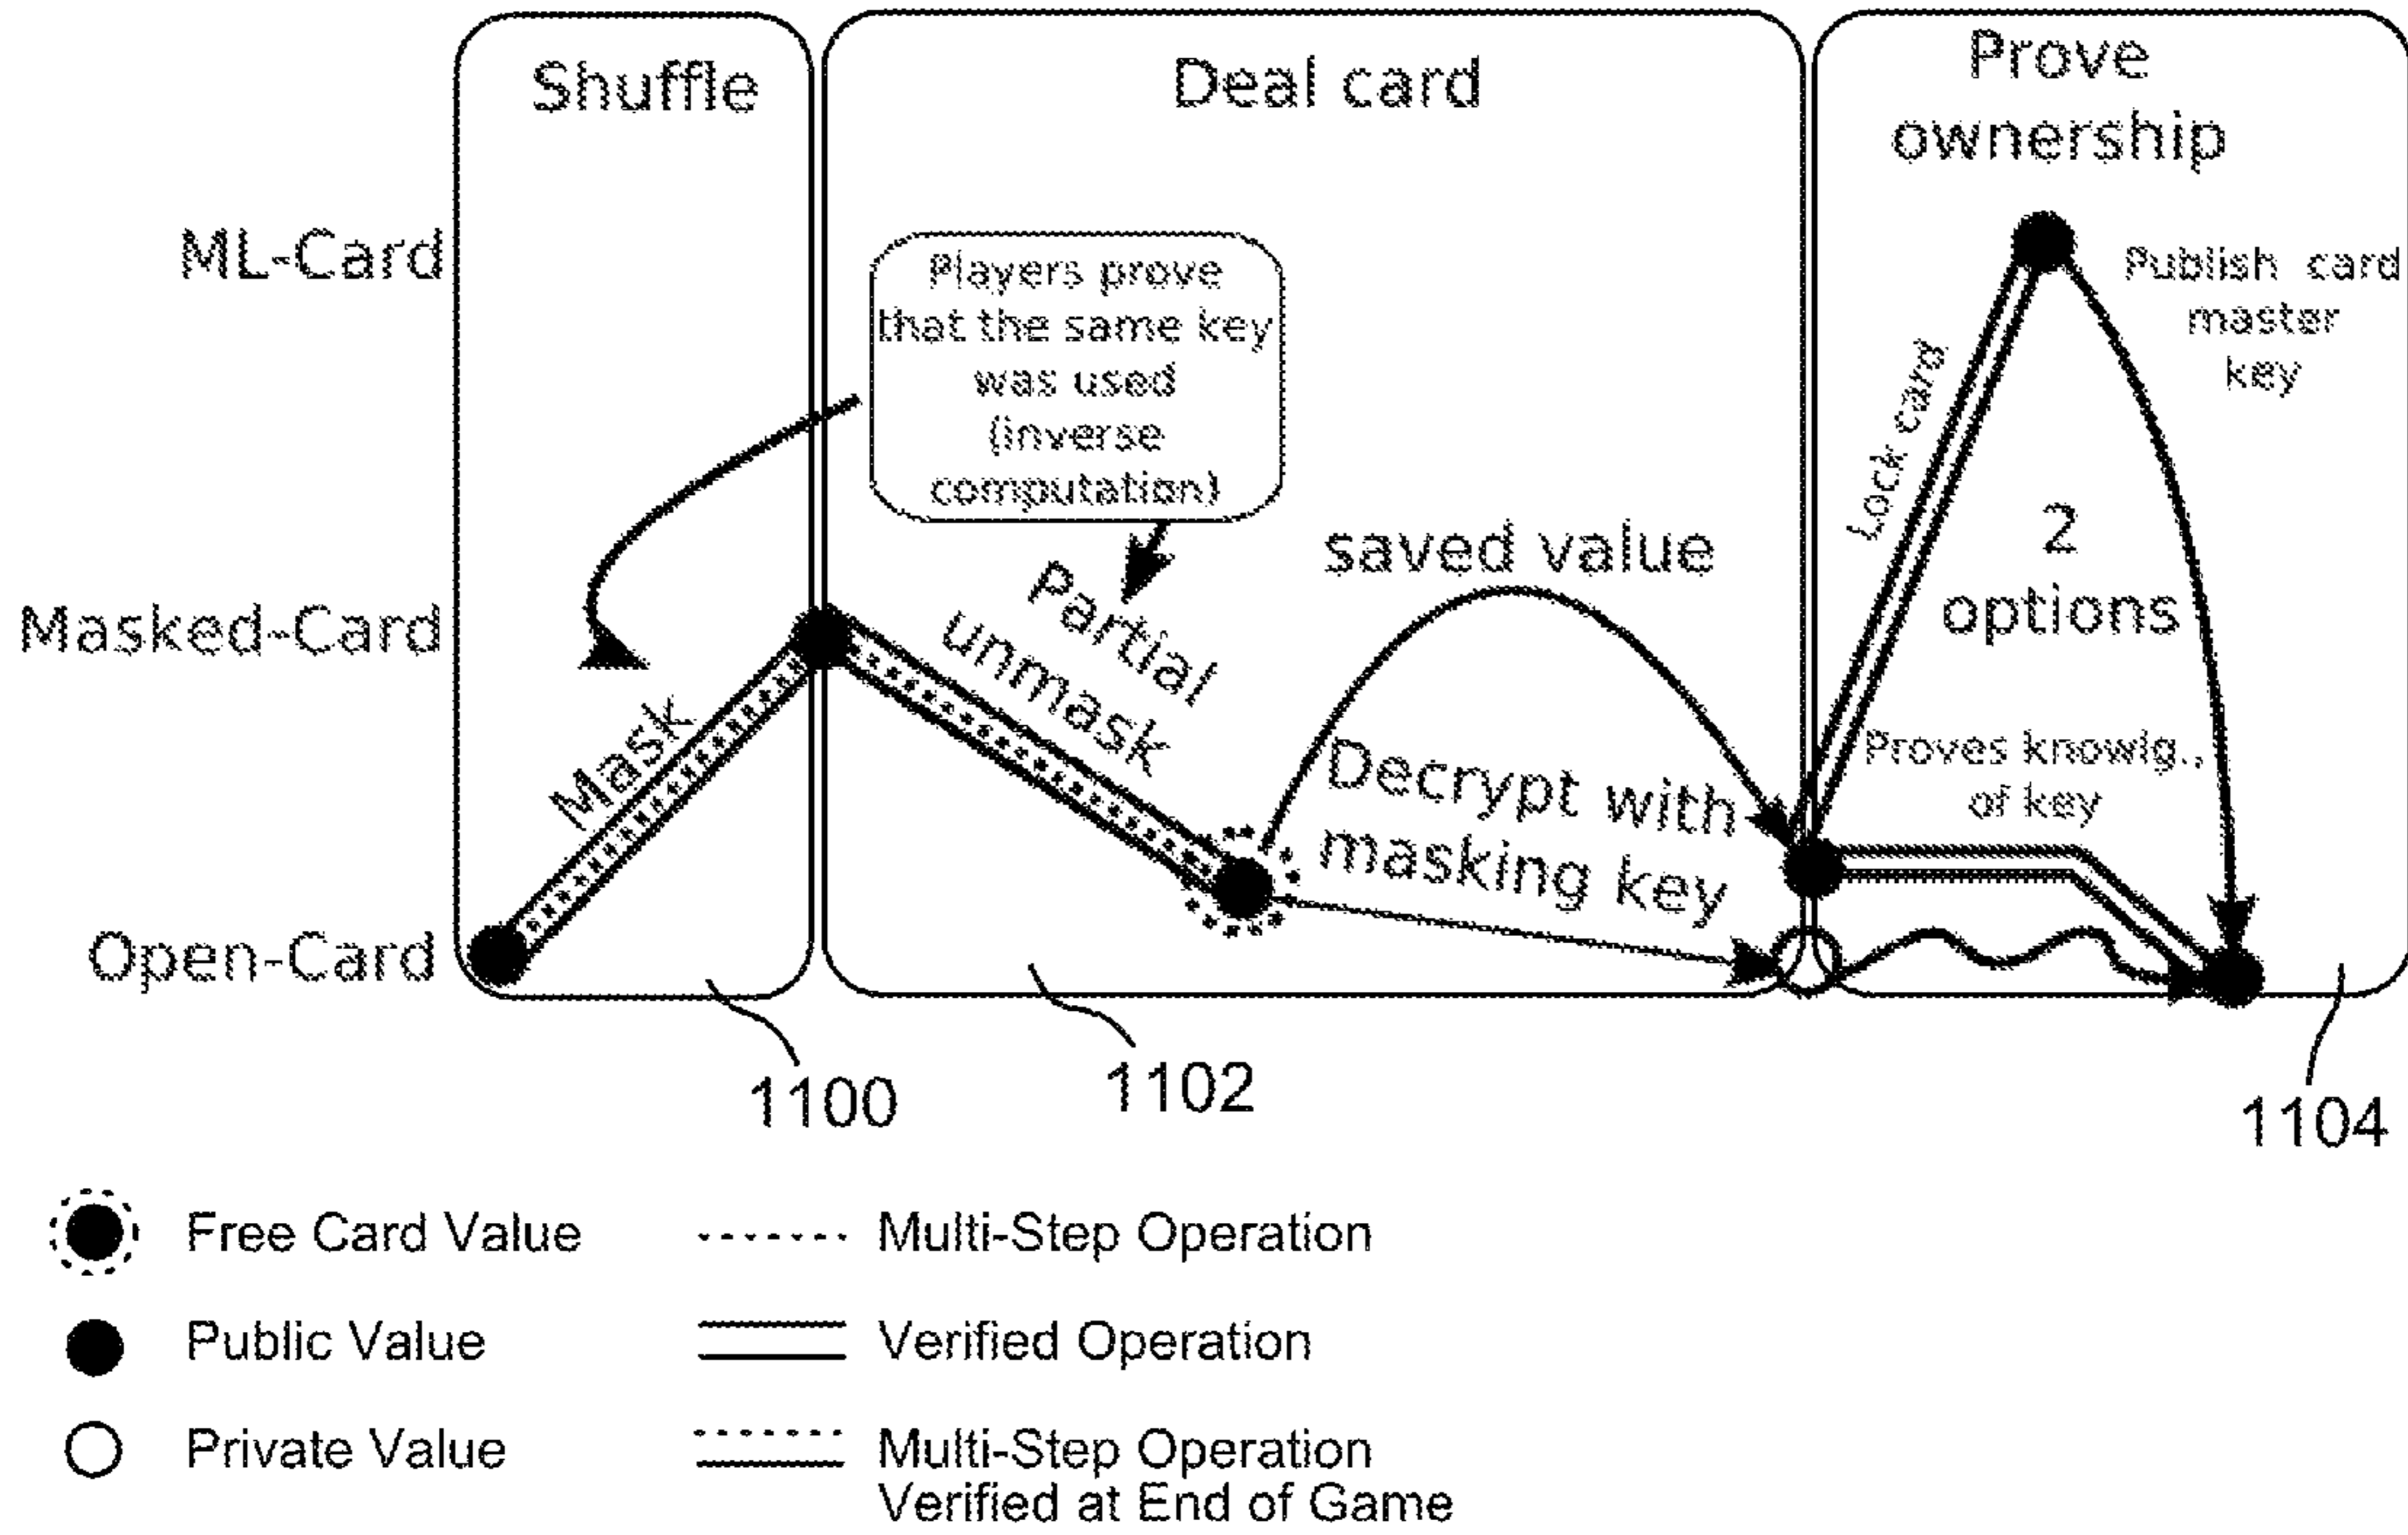 Shuffle
Deal card
Prove
ownership
ML-Card
Masked-Card
Open-Card
Players prove
that the same key
was used
(inverse
computation)
Mask
Partial
unmask
saved value
Decrypt with
masking key
Lock card
Publish card
master
key
2
options
Proves knowlg.,
of key
1100
1102
1104
Free Card Value
Public Value
Private Value
Multi-Step Operation
Verified Operation
Multi-Step Operation
Verified at End of Game